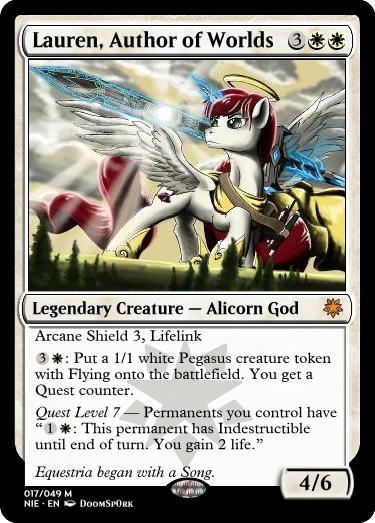 Lauren, Author of Worlds 3
Legendary Creature — Alicorn God
Arcane Shield 3, Lifelink
3 : Put a 1/1 white Pegasus creature token
with Flying onto the battlefield. You get a
Quest counter.
Quest Level 7 — Permanents you control have
“ 1 : This permanent has Indestructible
until end of turn. You gain 2 life.”
Equestria began with a Song.
4/6
017/049 M
NIE • EN DoomSp0rk